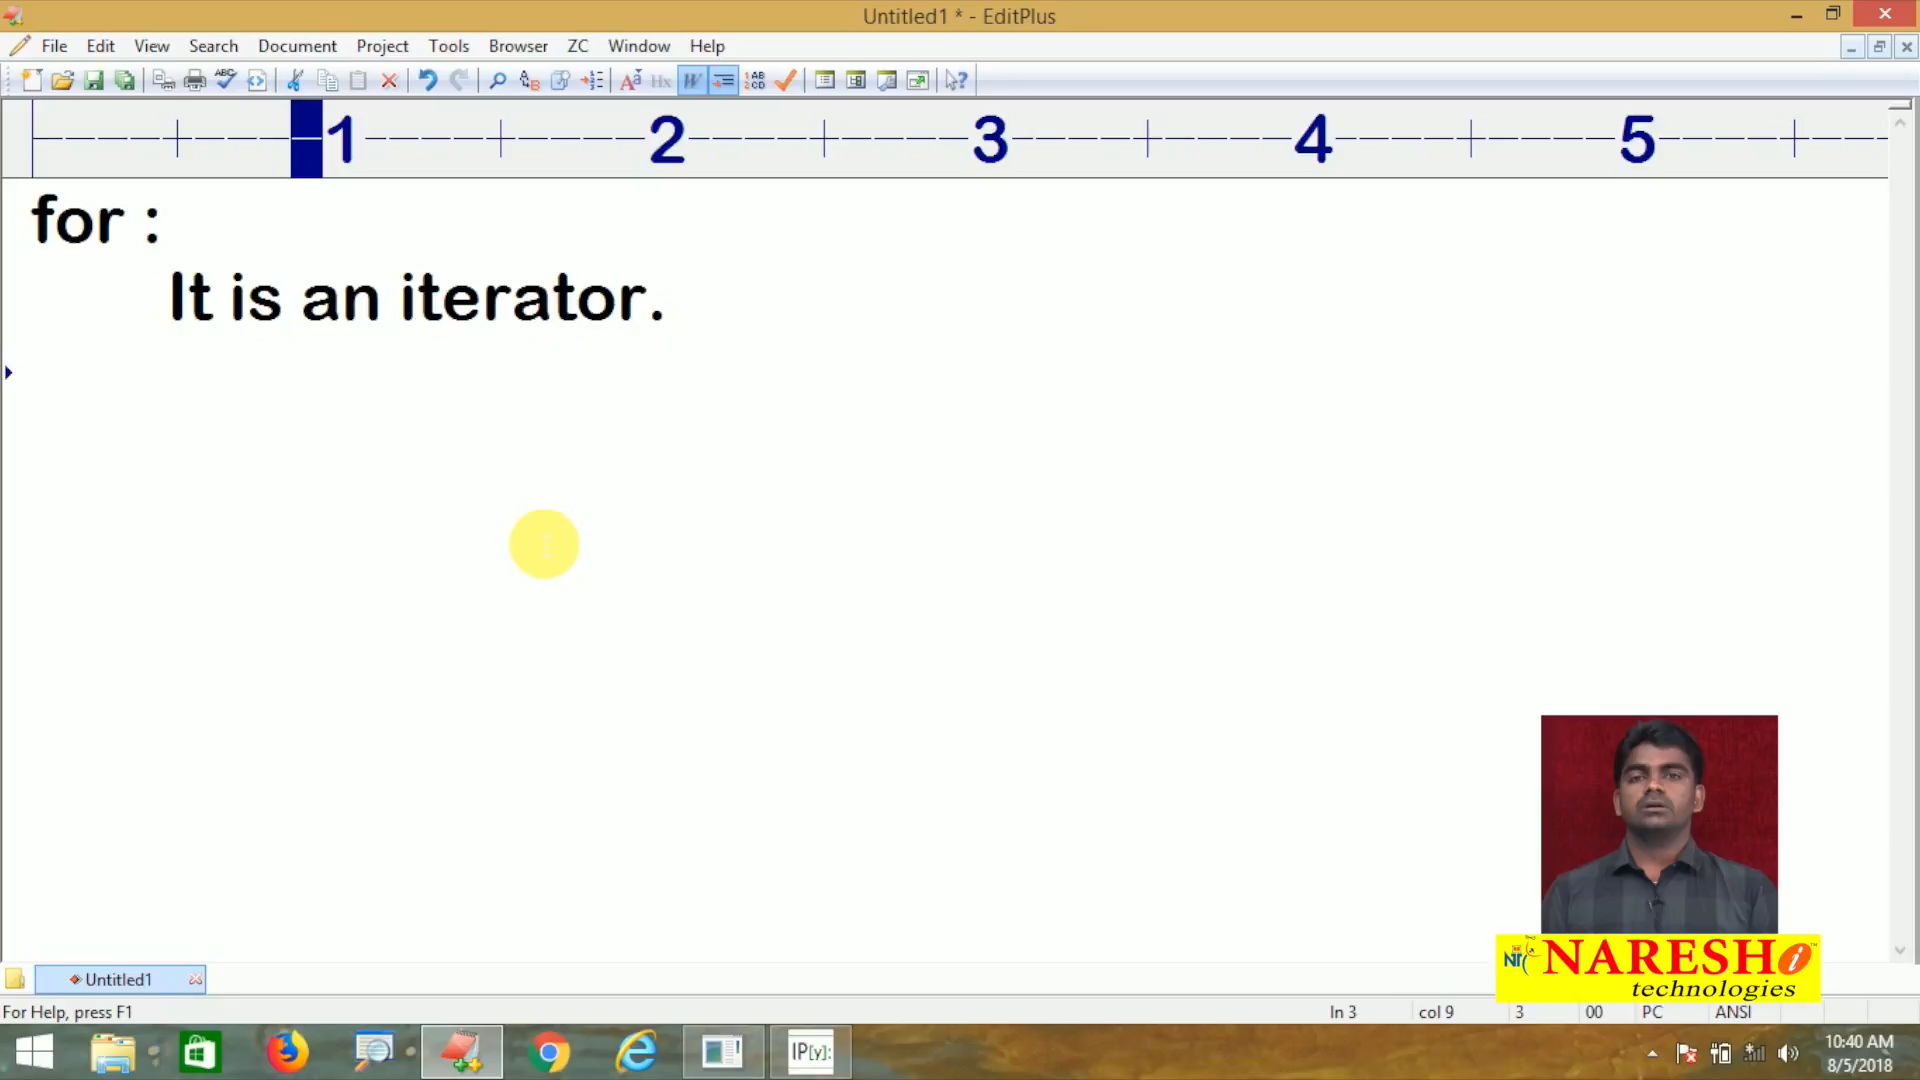 Untitled1 * - EditPlus
File Edit View Search Document Project Tools Browser ZC Window Help
1 2 3 4 5
for :
It is an iterator.
NARESH i
technologies
Untitled1
For Help, press F1
ln 3 col 9 3 00 PC ANSI
IP[y]:
10:40 AM
8/5/2018